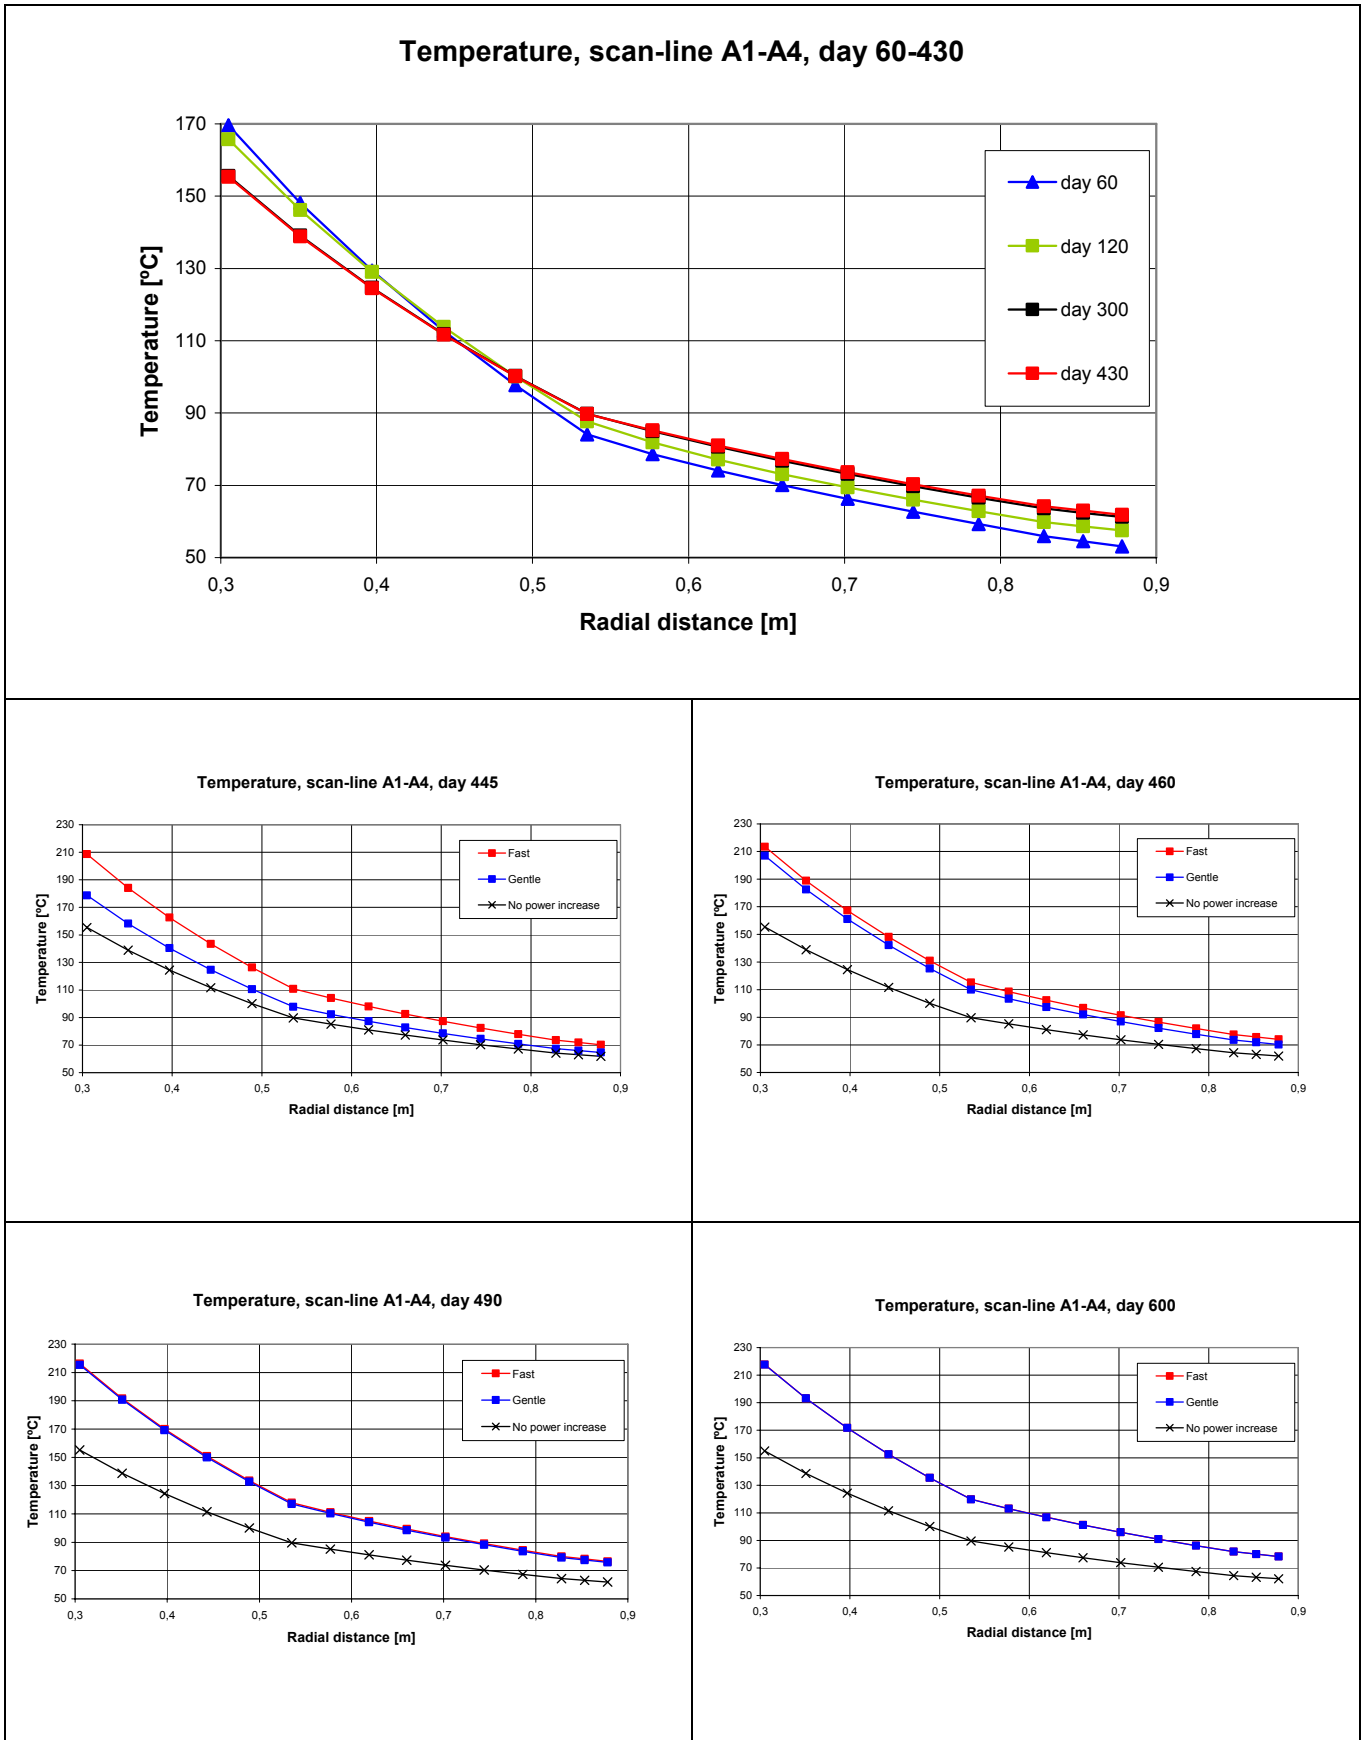 Temperature, scan-line A1-A4, day 60-430
170
150
130
110
90
70
50
Temperature [ºC]
day 60
day 120
day 300
day 430
0,3 0,4 0,5 0,6 0,7 0,8 0,9
Radial distance [m]
Temperature, scan-line A1-A4, day 445
230
210
190
170
150
130
110
90
70
50
Temperature [ºC]
Fast
Gentle
No power increase
0,3 0,4 0,5 0,6 0,7 0,8 0,9
Radial distance [m]
Temperature, scan-line A1-A4, day 460
230
210
190
170
150
130
110
90
70
50
Temperature [ºC]
Fast
Gentle
No power increase
0,3 0,4 0,5 0,6 0,7 0,8 0,9
Radial distance [m]
Temperature, scan-line A1-A4, day 490
230
210
190
170
150
130
110
90
70
50
Temperature [ºC]
Fast
Gentle
No power increase
0,3 0,4 0,5 0,6 0,7 0,8 0,9
Radial distance [m]
Temperature, scan-line A1-A4, day 600
230
210
190
170
150
130
110
90
70
50
Temperature [ºC]
Fast
Gentle
No power increase
0,3 0,4 0,5 0,6 0,7 0,8 0,9
Radial distance [m]